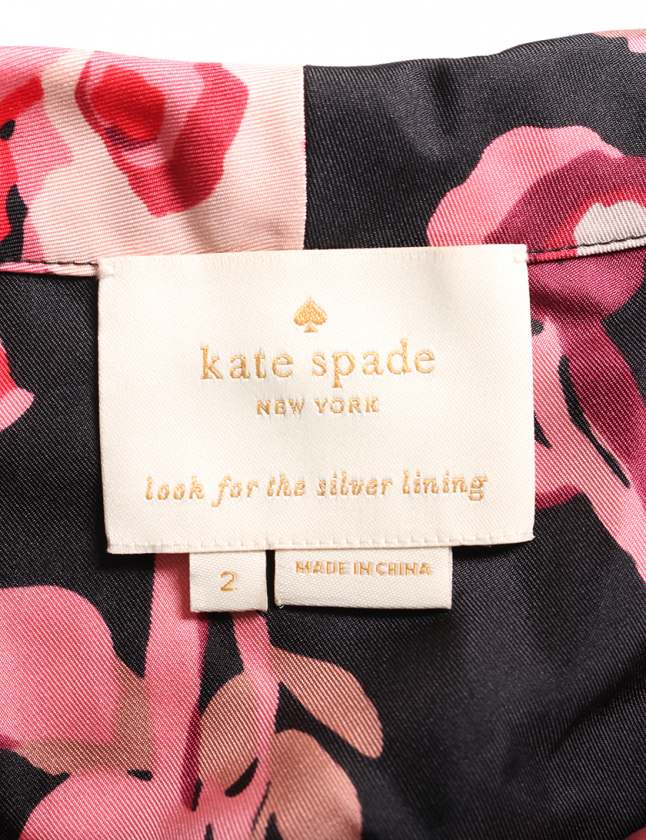 kate spade
NEW YORK
look for the silver lining
2
MADE IN CHINA